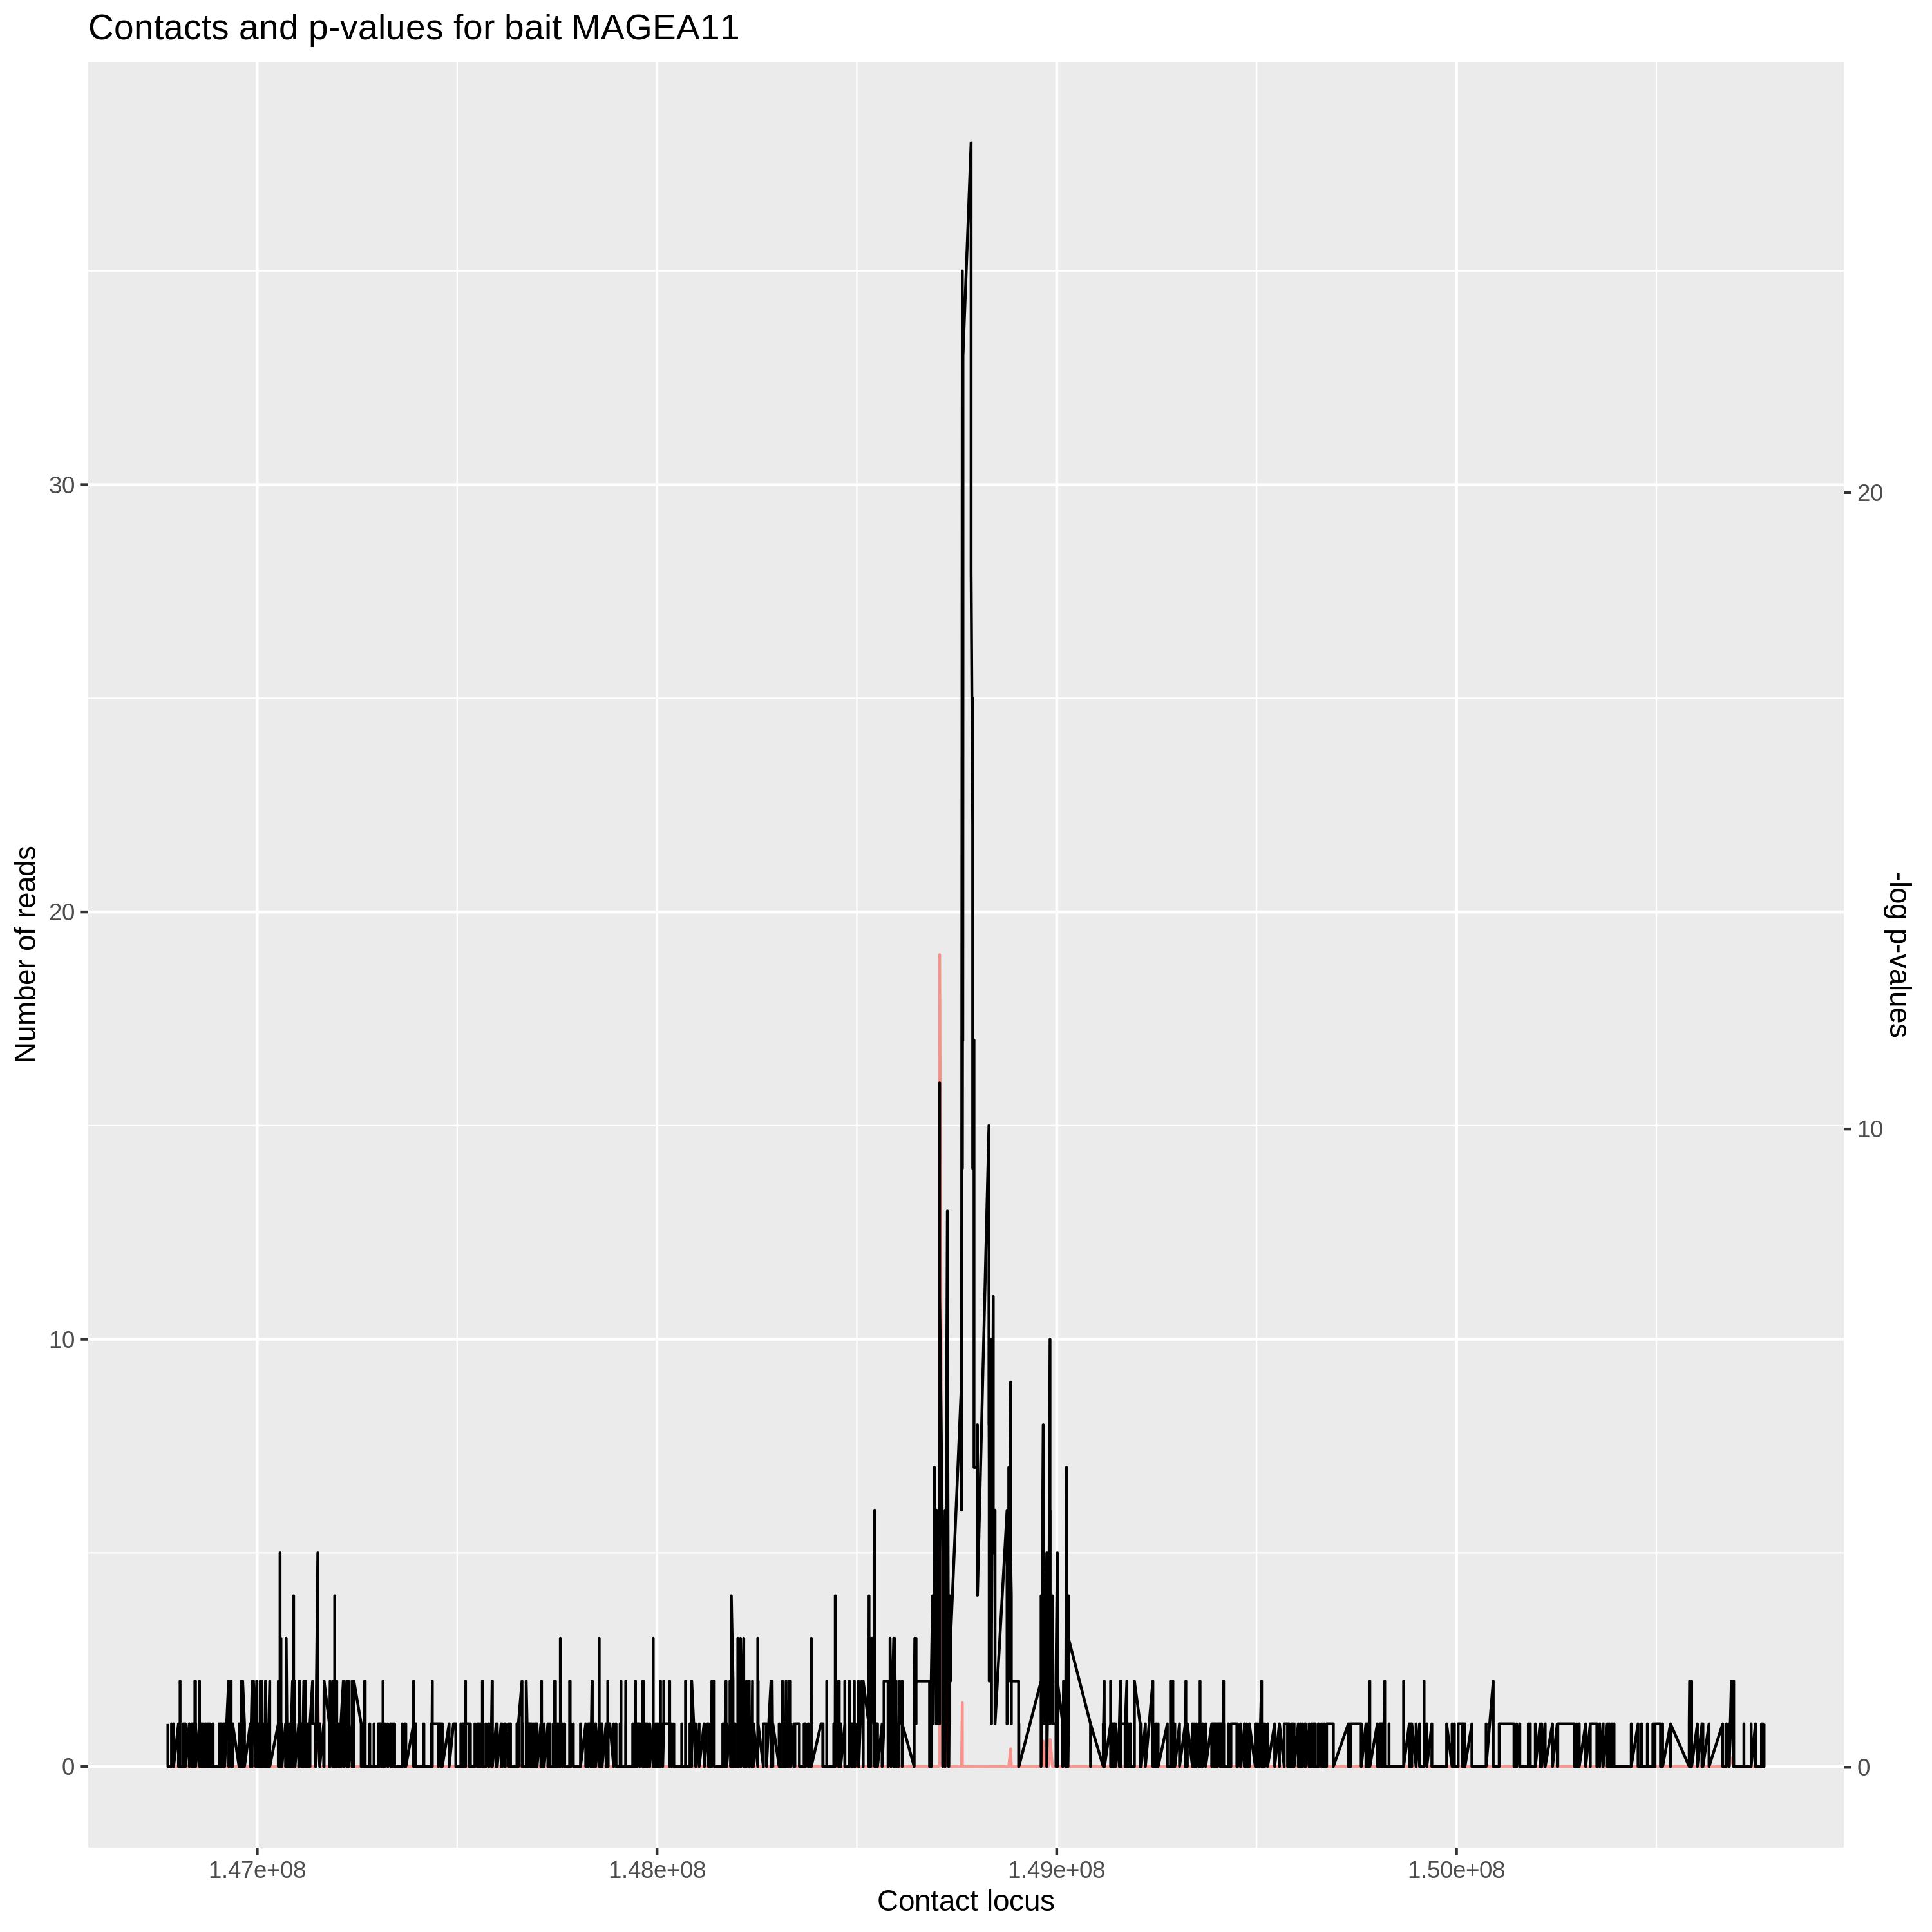 Contacts and p-values for bait MAGEA11
Number of reads
30
20
10
0
20
10
0
-log p-values
1.47e+08
1.48e+08
1.49e+08
1.50e+08
Contact locus